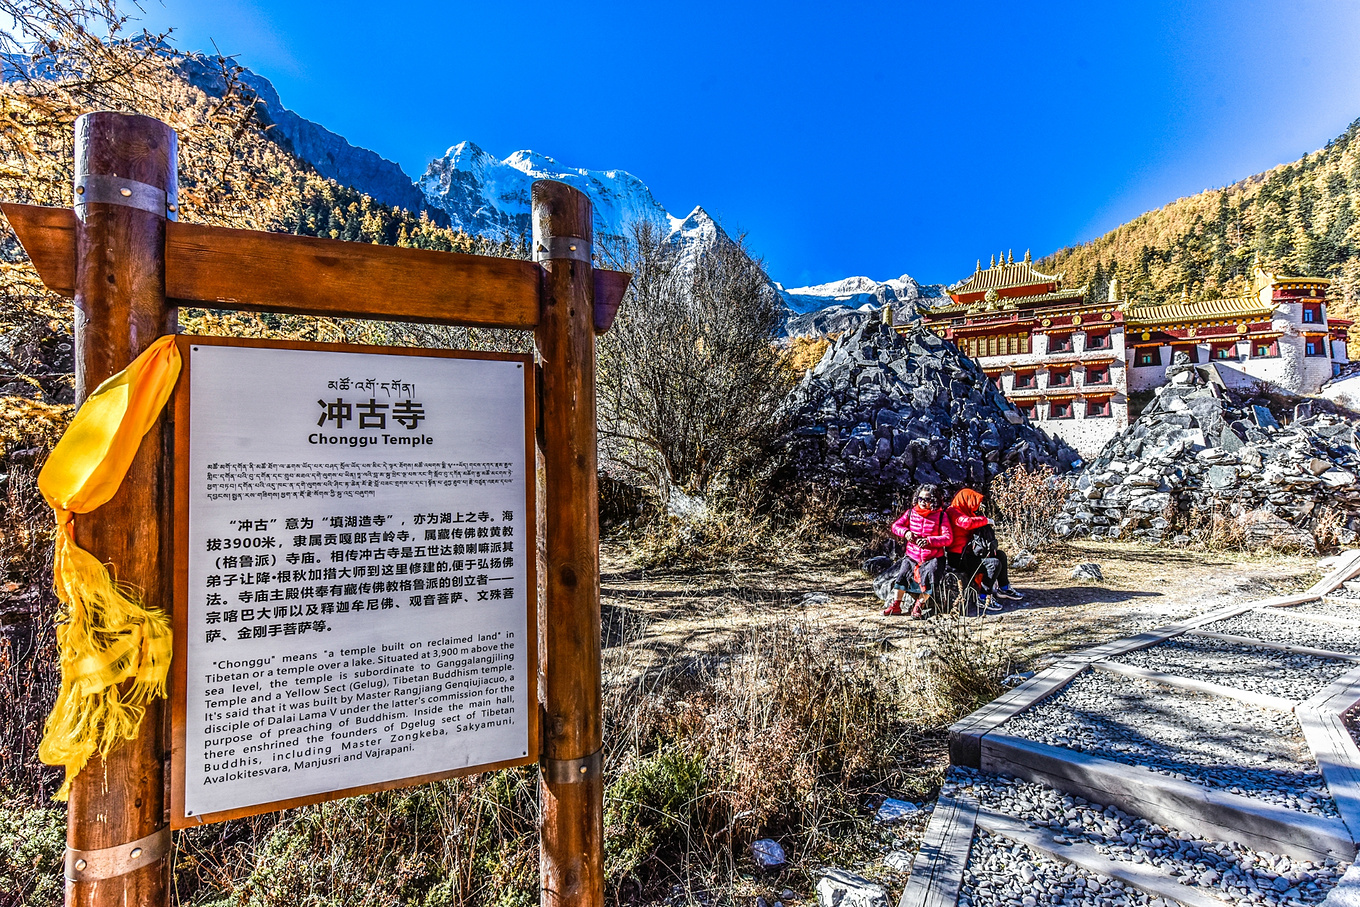 མཚོ་འགོ་དགོན།
冲古寺
Chonggu Temple
“冲古”意为“填湖造寺”，亦为湖上之寺。海
拔3900米，隶属贡嘎郎吉岭寺，属藏传佛教黄教
（格鲁派）寺庙。相传冲古寺是五世达赖喇嘛派其
弟子让降·根秋加措大师到这里修建的,便于弘扬佛
法。寺庙主殿供奉有藏传佛教格鲁派的创立者——
宗喀巴大师以及释迦牟尼佛、观音菩萨、文殊菩
萨、金刚手菩萨等。
"Chonggu" means "a temple built on reclaimed land" in
Tibetan or a temple over a lake. Situated at 3,900 m above the
sea level, the temple is subordinate to Ganggalangjiling
Temple and a Yellow Sect (Gelug), Tibetan Buddhism temple.
It's said that it was built by Master Rangjiang Genqiujiacuo, a
disciple of Dalai Lama V under the latter's commission for the
purpose of preaching of Buddhism. Inside the main hall,
there enshrined the founders of Dgelug sect of Tibetan
Buddhis, including Master Zongkeba, Sakyamuni,
Avalokitesvara, Manjusri and Vajrapani.